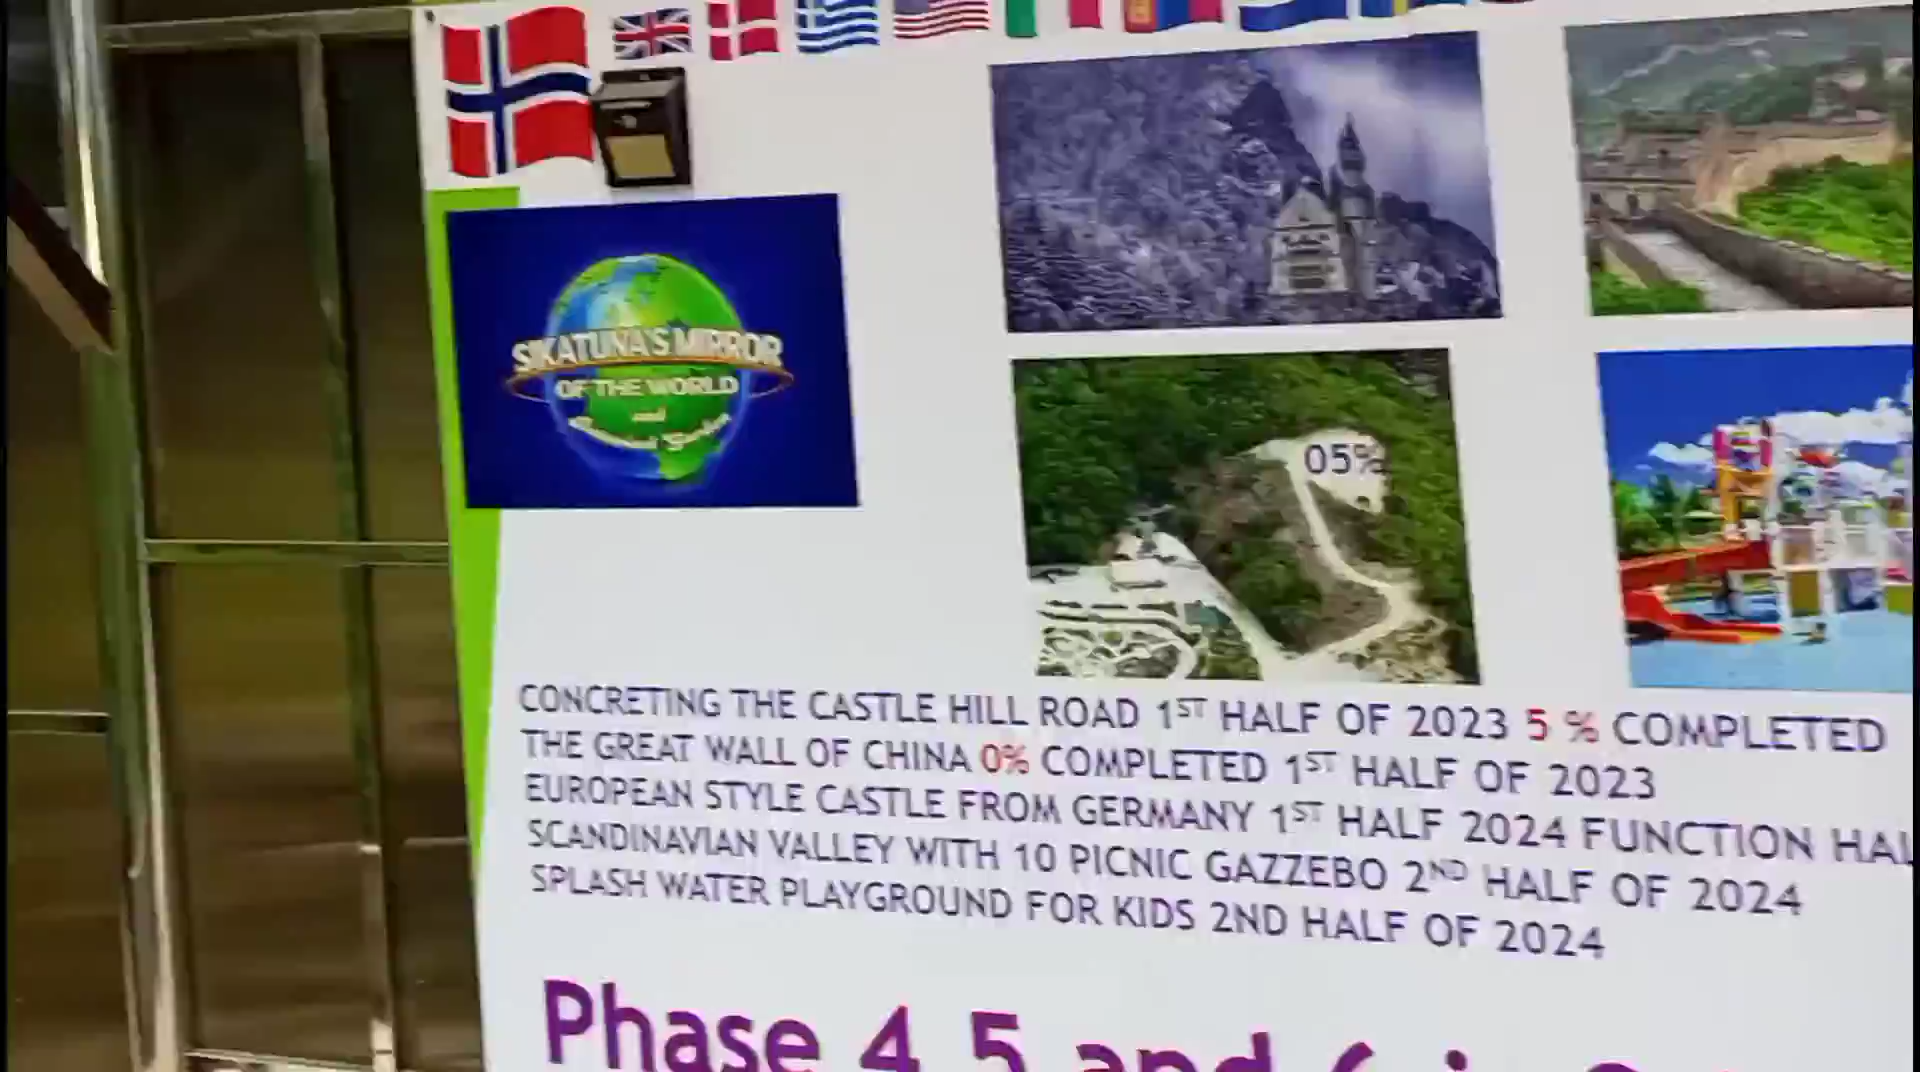 SIKATUNA'S MIRROR
OF THE WORLD
and
05%
CONCRETING THE CASTLE HILL ROAD 1ST HALF OF 2023 5 % COMPLETED
THE GREAT WALL OF CHINA 0% COMPLETED 1ST HALF OF 2023
EUROPEAN STYLE CASTLE FROM GERMANY 1ST HALF 2024 FUNCTION HAL
SCANDINAVIAN VALLEY WITH 10 PICNIC GAZZEBO 2ND HALF OF 2024
SPLASH WATER PLAYGROUND FOR KIDS 2ND HALF OF 2024
Phase 4 5 and 6